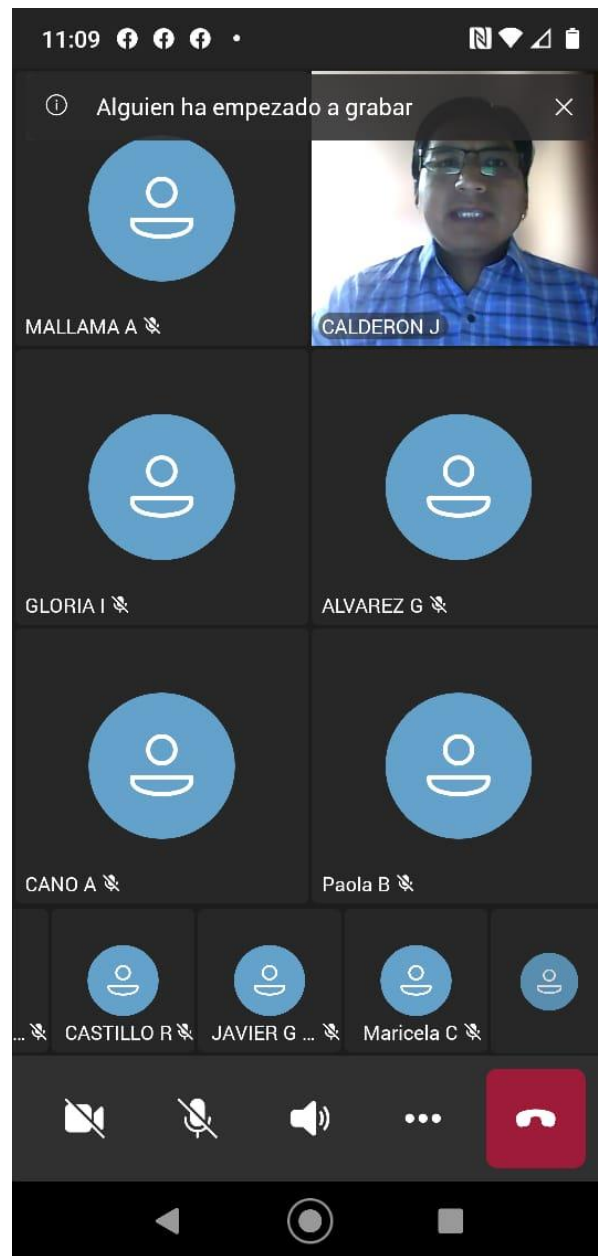 11:09
Alguien ha empezado a grabar
MALLAMA A
CALDERON J
GLORIA I
ALVAREZ G
CANO A
Paola B
... CASTILLO R JAVIER G ... Maricela C